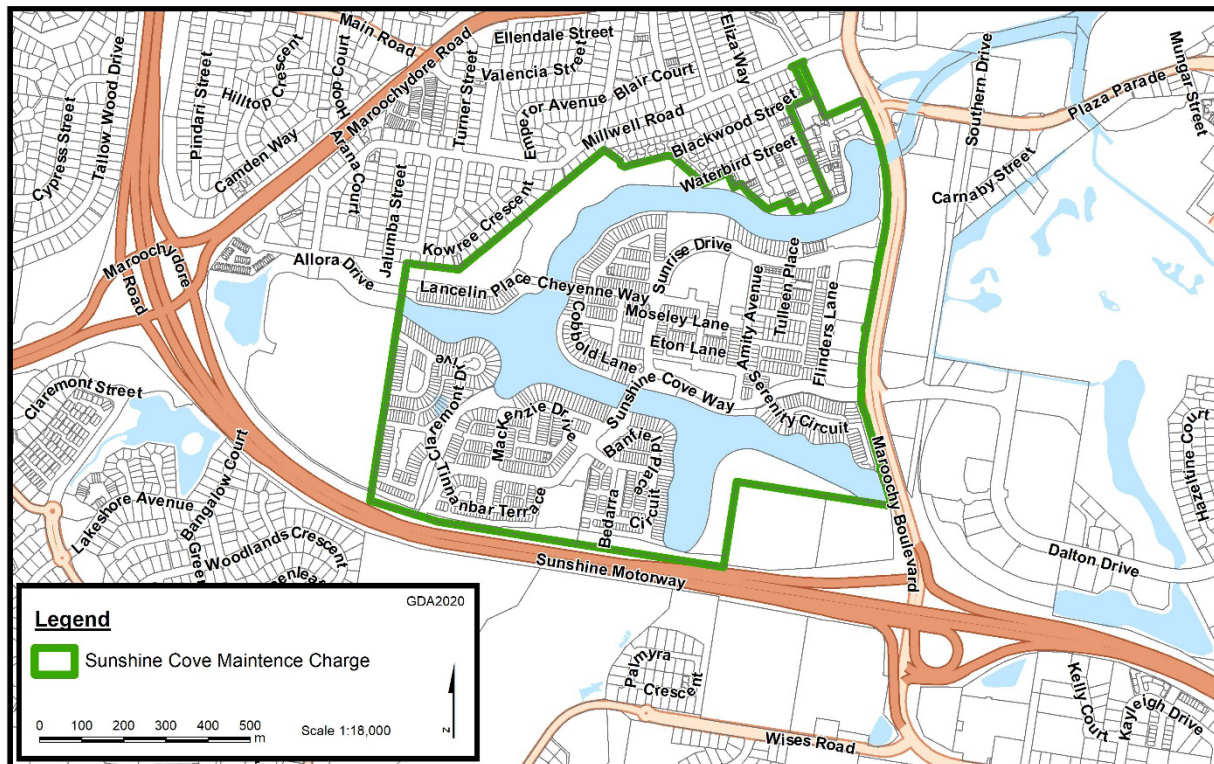 Main Road
Ellendale Street
Eliza Way
Mungar Street
Valencia Street
Hilltop Crescent
Hobbs Court
Maroochydore Road
Turner Street
Emperor Avenue
Blair Court
Southern Drive
Plaza Parade
Cypress Street
Tallow Wood Drive
Pindari Street
Camden Way
Arana Court
Millwell Road
Blackwood Street
Waterbird Street
Carnaby Street
Jalumba Street
Kowree Crescent
Maroochydore
Road
Allora Drive
Lancelin Place
Cheyenne Way
Sunrise Drive
Tulleen Place
Moseley Lane
Amity Avenue
Flinders Lane
Cobbold Lane
Eton Lane
Claremont Street
Claremont Drive
Sunshine Cove Way
Serenity Circuit
MacKenzie Drive
Banfield Place
Maroochy Boulevard
Hazeltine Court
Lakeshore Avenue
Bangalow Court
Tinnanbar Terrace
Bedarra
Circuit
Woodlands Crescent
Sunshine Motorway
Dalton Drive
Legend
GDA2020
Sunshine Cove Maintence Charge
0 100 200 300 400 500
m
Scale 1:18,000
N
Palmyra
Crescent
Kelly Court
Kayleigh Drive
Wises Road